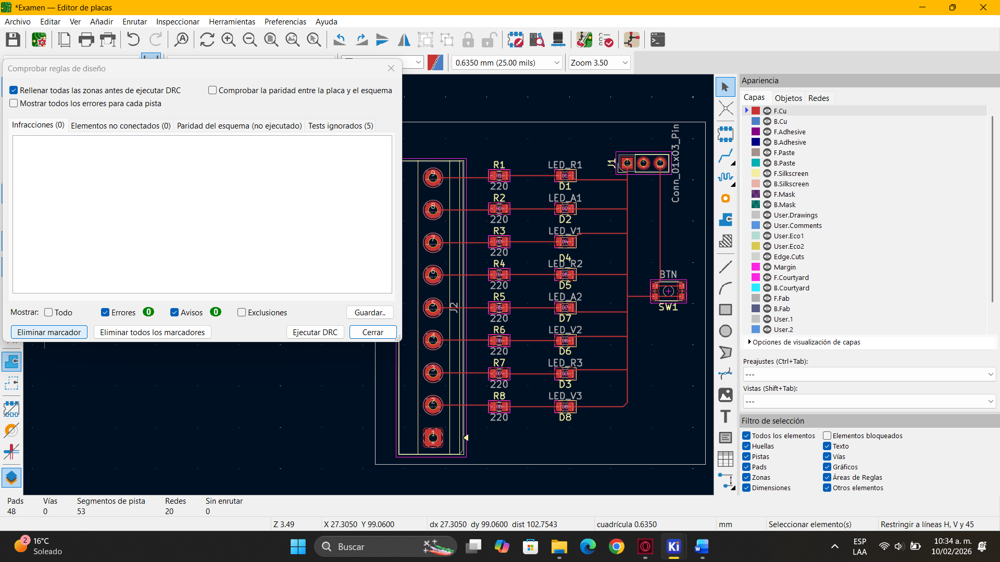 *Examen — Editor de placas
Archivo Editar Ver Añadir Enrutar Inspeccionar Herramientas Preferencias Ayuda
0.6350 mm (25.00 mils) Zoom 3.50
Comprobar reglas de diseño
Rellenar todas las zonas antes de ejecutar DRC Comprobar la paridad entre la placa y el esquema
Mostrar todos los errores para cada pista
Infracciones (0) Elementos no conectados (0) Paridad del esquema (no ejecutado) Tests ignorados (5)
Mostrar: Todo Errores 0 Avisos 0 Exclusiones Guardar..
Eliminar marcador Eliminar todos los marcadores Ejecutar DRC Cerrar
9
8
7
6
5
4
3
2
1
x
J2
R1
220
R2
220
R3
220
R4
220
R5
220
R6
220
R7
220
R8
220
LED_R1
D1
LED_A1
D2
LED_V1
D4
LED_R2
D5
LED_A2
D7
LED_V2
D6
LED_R3
D3
LED_V3
D8
J1
1 2 3
Conn_01x03_Pin
BTN
SW1
Apariencia
Capas Objetos Redes
F.Cu
B.Cu
F.Adhesive
B.Adhesive
F.Paste
B.Paste
F.Silkscreen
B.Silkscreen
F.Mask
B.Mask
User.Drawings
User.Comments
User.Eco1
User.Eco2
Edge.Cuts
Margin
F.Courtyard
B.Courtyard
F.Fab
B.Fab
User.1
User.2
Opciones de visualización de capas
Preajustes (Ctrl+Tab):
---
Vistas (Shift+Tab):
---
Filtro de selección
Todos los elementos Elementos bloqueados
Huellas Texto
Pistas Vías
Pads Gráficos
Zonas Áreas de Reglas
Dimensiones Otros elementos
Pads Vías Segmentos de pista Redes Sin enrutar
48 0 53 20 0
Z 3.49 X 27.3050 Y 99.0600 dx 27.3050 dy 99.0600 dist 102.7543 cuadrícula 0.6350 mm Seleccionar elemento(s) Restringir a líneas H, V y 45
2
16°C
Soleado
Buscar
Ki
W
ESP
LAA
10:34 a. m.
10/02/2026